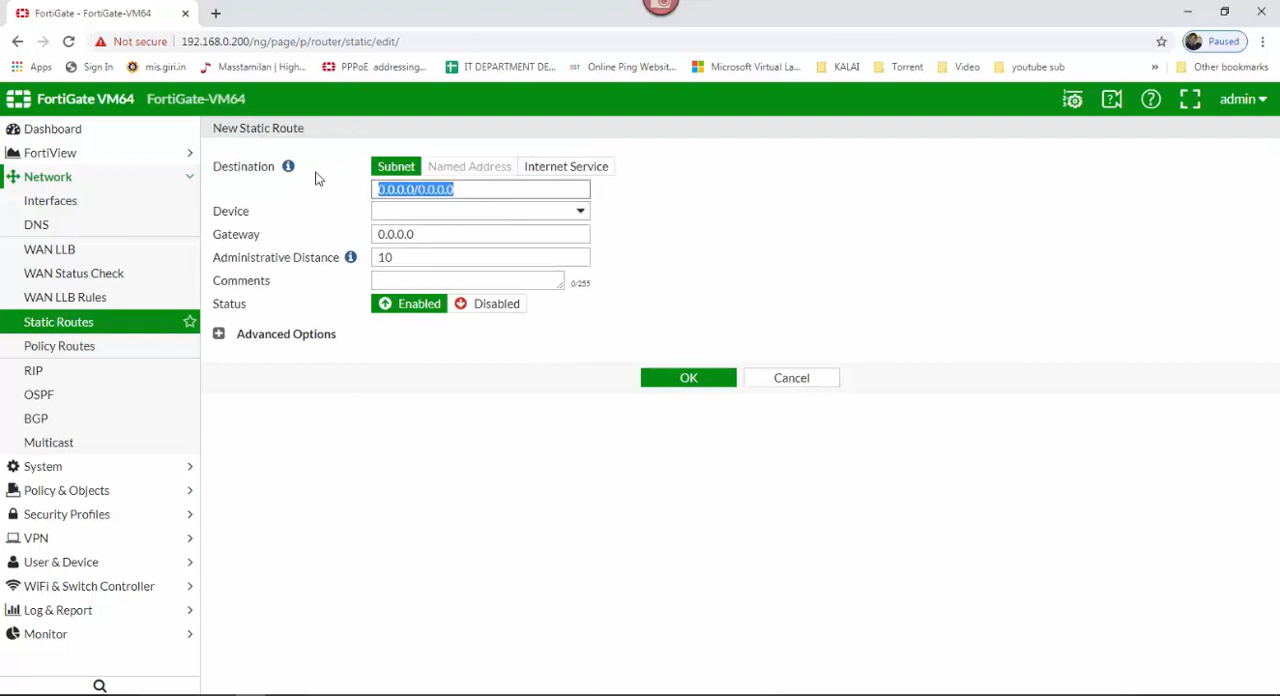 FortiGate - FortiGate-VM64
Not secure | 192.168.0.200/ng/page/p/router/static/edit/
Paused
Apps Sign In mis.giri.in Masstamilan | High... PPPoE addressing... IT DEPARTMENT DE... SST Online Ping Websit... Microsoft Virtual La... KALAI Torrent Video youtube sub » Other bookmarks
FortiGate VM64 FortiGate-VM64 admin
Dashboard
FortiView
Network
Interfaces
DNS
WAN LLB
WAN Status Check
WAN LLB Rules
Static Routes
Policy Routes
RIP
OSPF
BGP
Multicast
System
Policy & Objects
Security Profiles
VPN
User & Device
WiFi & Switch Controller
Log & Report
Monitor
New Static Route
Destination Subnet Named Address Internet Service
0.0.0.0/0.0.0.0
Device
Gateway 0.0.0.0
Administrative Distance 10
Comments 0/255
Status Enabled Disabled
Advanced Options
OK Cancel